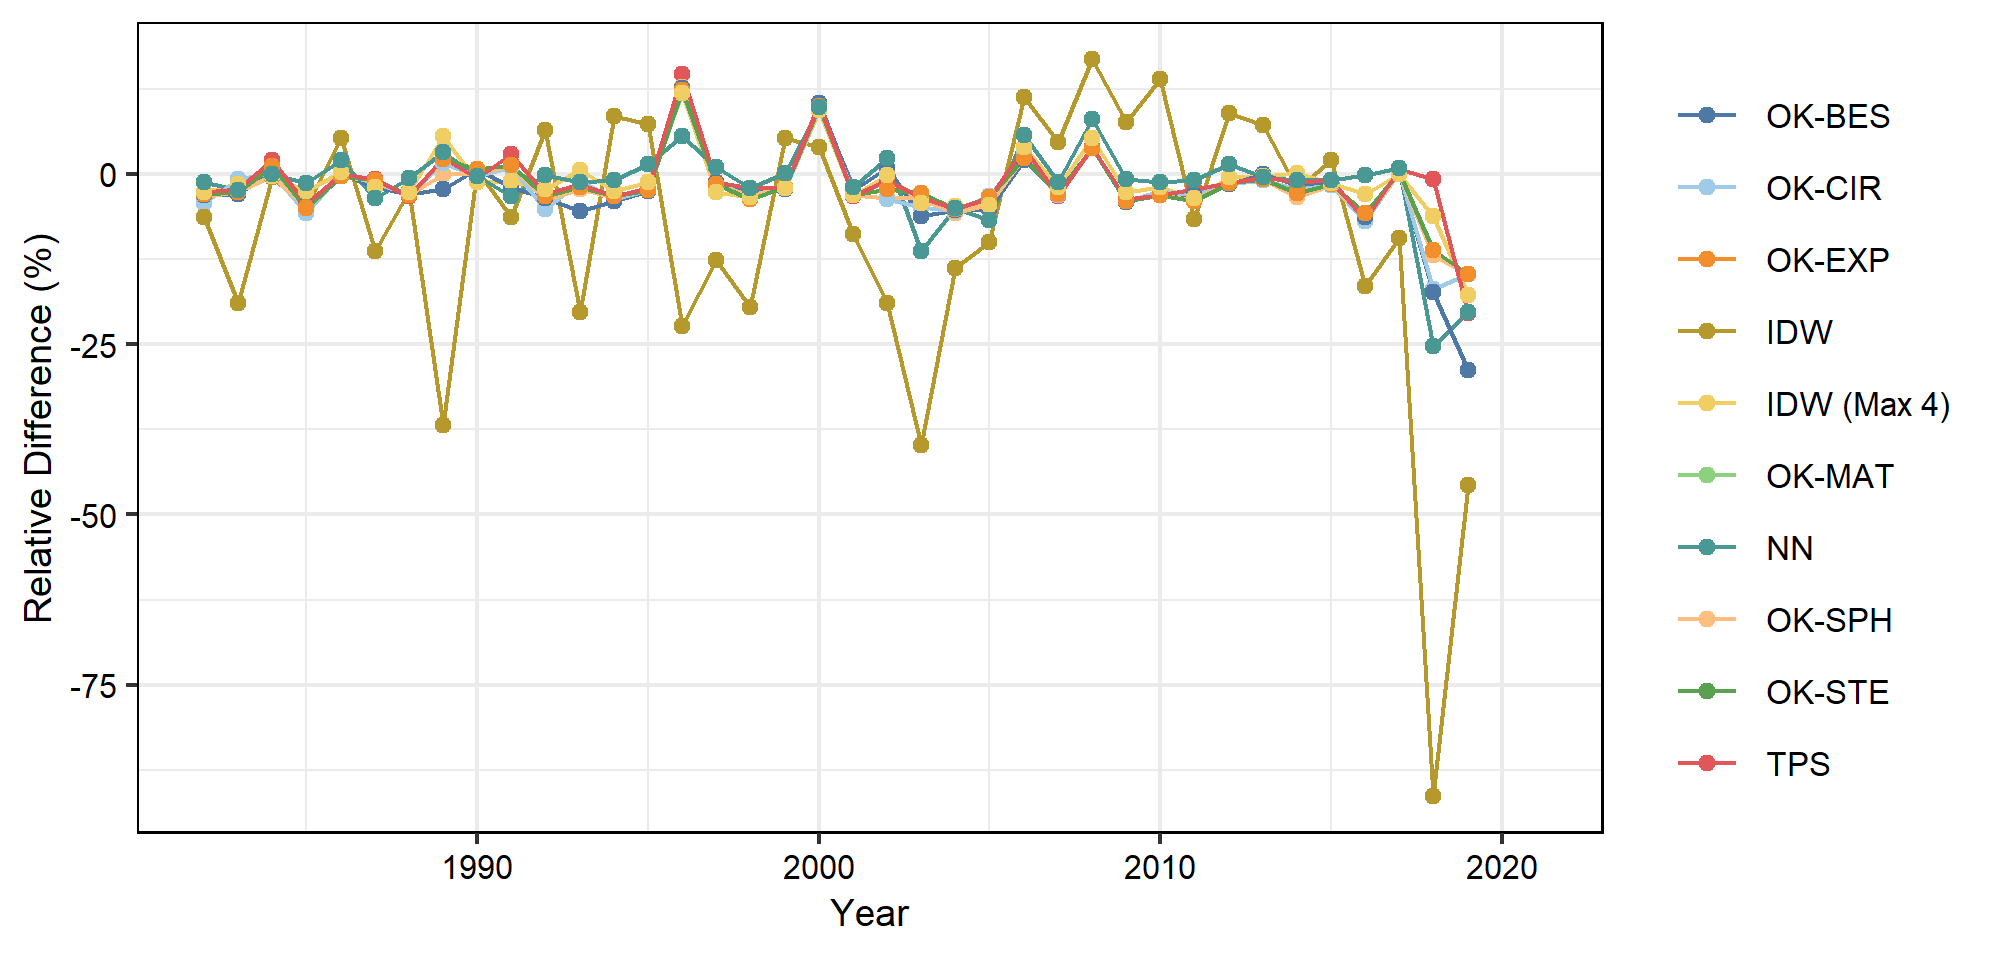 Relative Difference (%)
0
-25
-50
-75
1990
2000
2010
2020
Year
OK-BES
OK-CIR
OK-EXP
IDW
IDW (Max 4)
OK-MAT
NN
OK-SPH
OK-STE
TPS